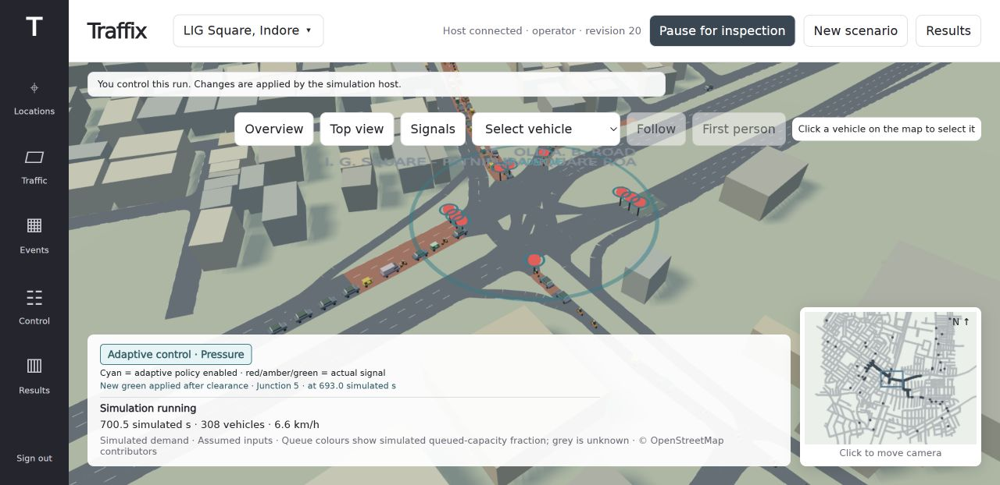 T
Traffix
LIG Square, Indore ▾
Host connected · operator · revision 20
Pause for inspection
New scenario
Results
Locations
Traffic
Events
Control
Results
Sign out
You control this run. Changes are applied by the simulation host.
Overview
Top view
Signals
Select vehicle
Follow
First person
Click a vehicle on the map to select it
A. B. ROAD
Adaptive control · Pressure
Cyan = adaptive policy enabled · red/amber/green = actual signal
New green applied after clearance · Junction 5 · at 693.0 simulated s
Simulation running
700.5 simulated s · 308 vehicles · 6.6 km/h
Simulated demand · Assumed inputs · Queue colours show simulated queued-capacity fraction; grey is unknown · © OpenStreetMap
contributors
N ↑
Click to move camera